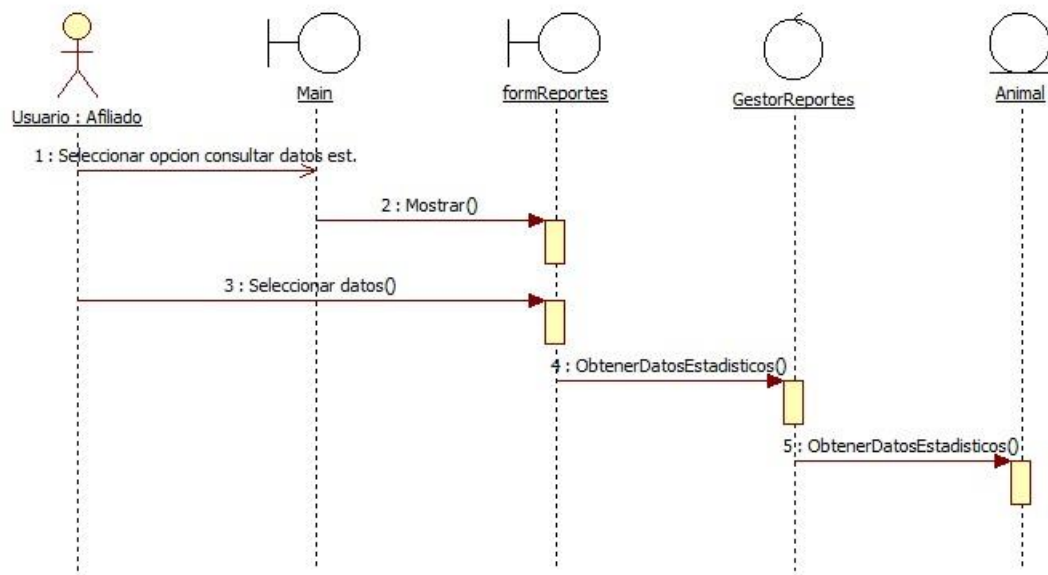 Usuario : Afiliado
Main
formReportes
GestorReportes
Animal
1 : Seleccionar opcion consultar datos est.
2 : Mostrar()
3 : Seleccionar datos()
4 : ObtenerDatosEstadisticos()
5 : ObtenerDatosEstadisticos()